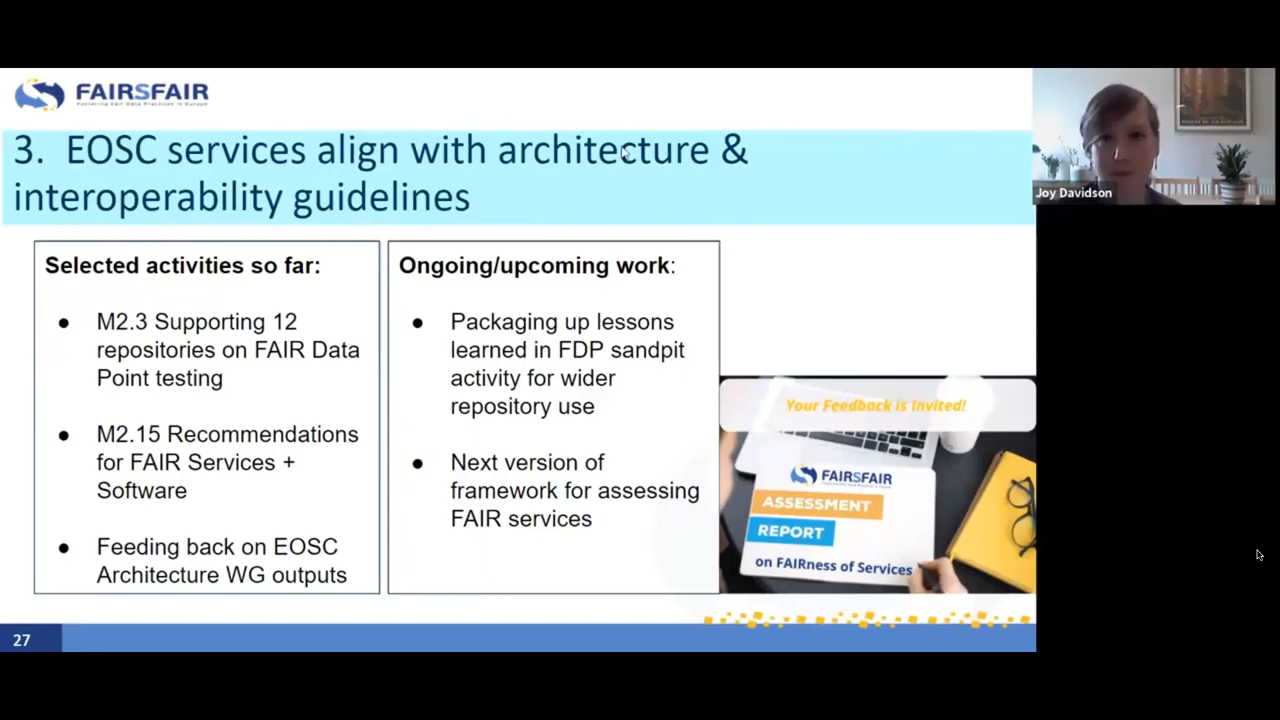 FAIRSFAIR
Fostering Fair Data Practices in Europe
3. EOSC services align with architecture &
interoperability guidelines
Joy Davidson
Selected activities so far:
● M2.3 Supporting 12
repositories on FAIR Data
Point testing
● M2.15 Recommendations
for FAIR Services +
Software
● Feeding back on EOSC
Architecture WG outputs
Ongoing/upcoming work:
● Packaging up lessons
learned in FDP sandpit
activity for wider
repository use
● Next version of
framework for assessing
FAIR services
Your Feedback is Invited!
FAIRSFAIR
ASSESSMENT
REPORT
on FAIRness of Services
27